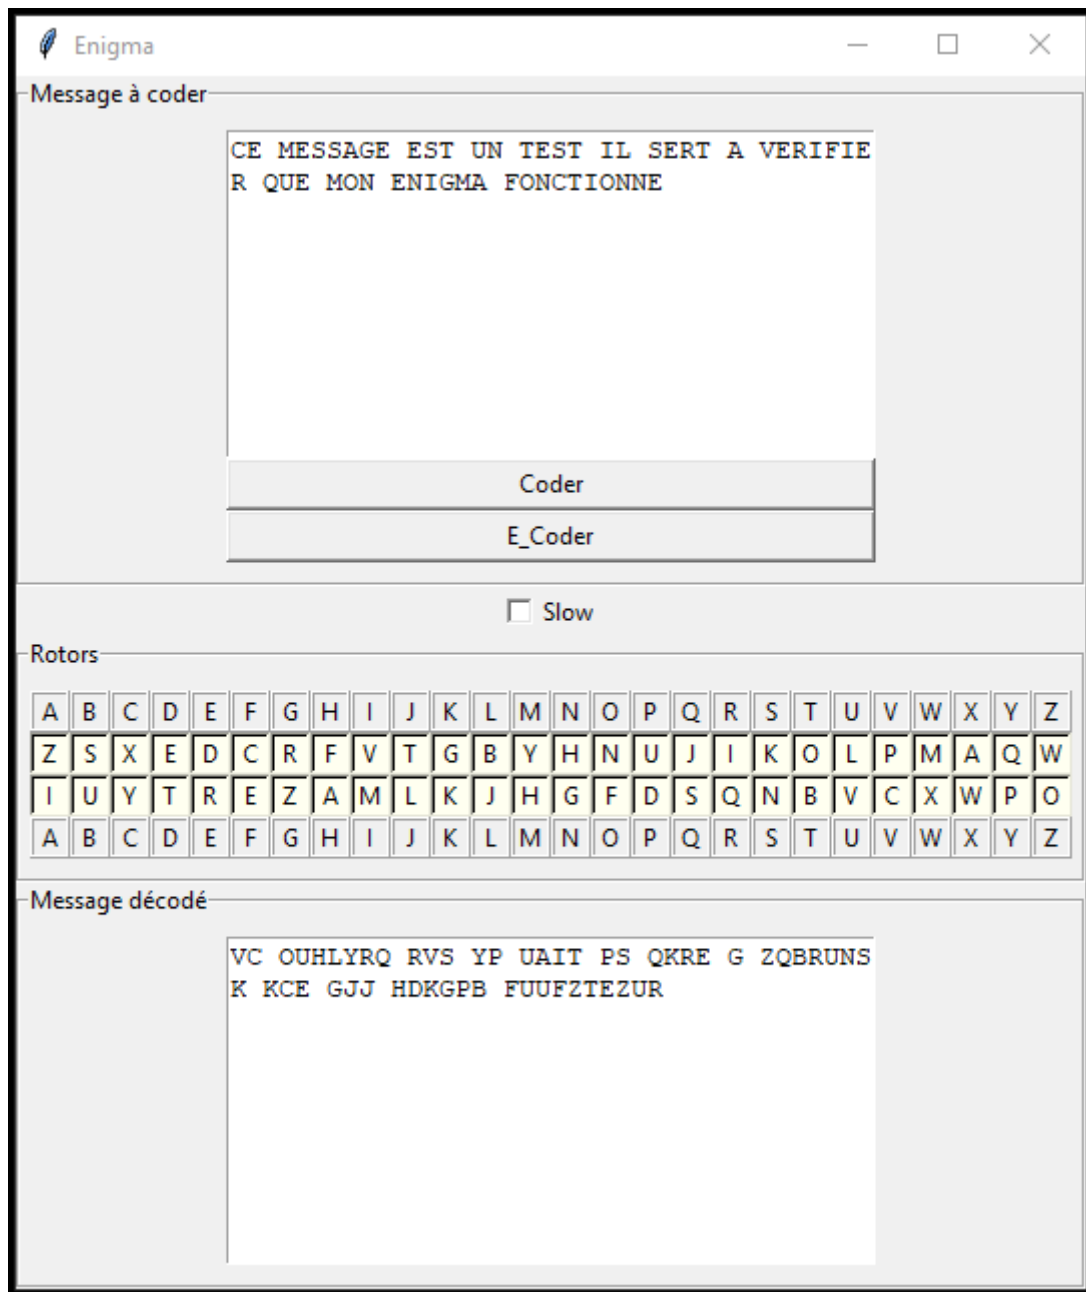 Enigma
Message à coder
CE MESSAGE EST UN TEST IL SERT A VERIFIE
R QUE MON ENIGMA FONCTIONNE
Coder
E_Coder
Slow
Rotors
A B C D E F G H I J K L M N O P Q R S T U V W X Y Z
Z S X E D C R F V T G B Y H N U J I K O L P M A Q W
I U Y T R E Z A M L K J H G F D S Q N B V C X W P O
A B C D E F G H I J K L M N O P Q R S T U V W X Y Z
Message décodé
VC OUHLYRQ RVS YP UAIT PS QKRE G ZQBRUNS
K KCE GJJ HDKGPB FUUFZTEZUR